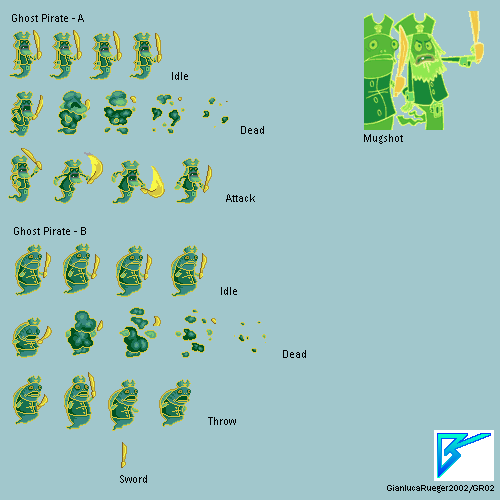 Ghost Pirate - A
Idle
Dead
Mugshot
Attack
Ghost Pirate - B
Idle
Dead
Throw
Sword
GianlucaRueger2002/GR02